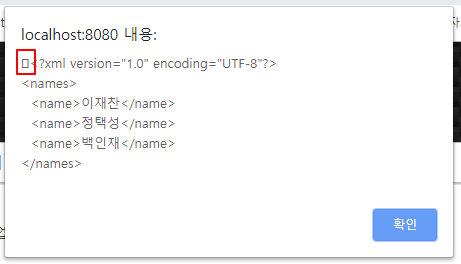 localhost:8080 내용:
▯<?xml version="1.0" encoding="UTF-8"?>
<names>
<name>이재찬</name>
<name>정택성</name>
<name>백인재</name>
</names>
확인